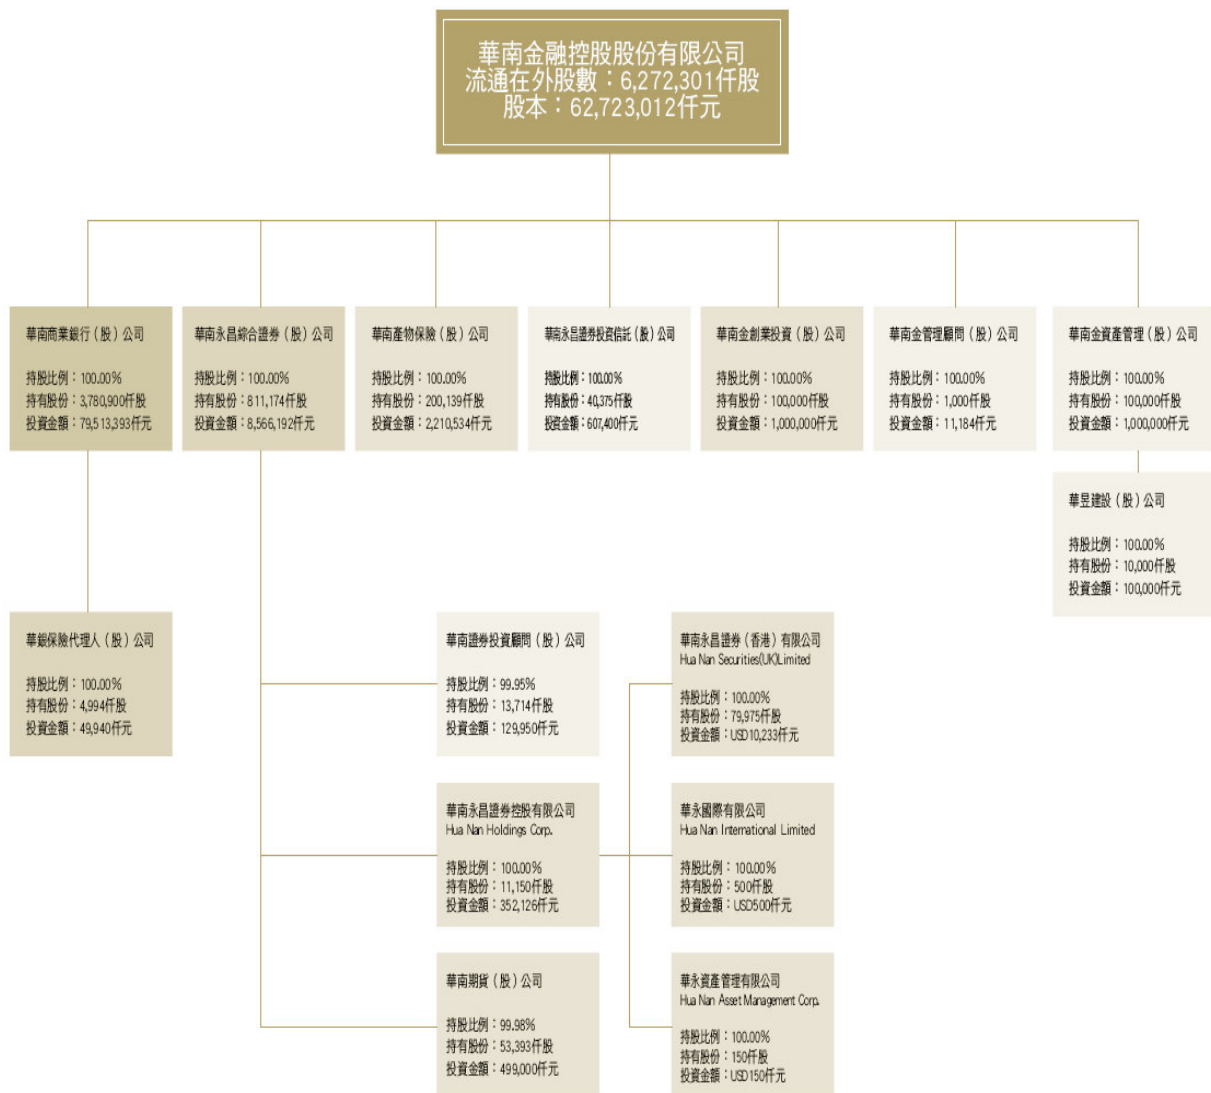 華南金融控股股份有限公司
流通在外股數：6,272,301仟股
股本：62,723,012仟元
華南商業銀行（股）公司
持股比例：100.00%
持有股份：3,780,900仟股
投資金額：79,513,393仟元
華南永昌綜合證券（股）公司
持股比例：100.00%
持有股份：811,174仟股
投資金額：8,566,192仟元
華南產物保險（股）公司
持股比例：100.00%
持有股份：200,139仟股
投資金額：2,210,534仟元
華南永昌證券投資信託（股）公司
持股比例：100.00%
持有股份：40,375仟股
投資金額：607,400仟元
華南金創業投資（股）公司
持股比例：100.00%
持有股份：100,000仟股
投資金額：1,000,000仟元
華南金管理顧問（股）公司
持股比例：100.00%
持有股份：1,000仟股
投資金額：11,184仟元
華南金資產管理（股）公司
持股比例：100.00%
持有股份：100,000仟股
投資金額：1,000,000仟元
華昱建設（股）公司
持股比例：100.00%
持有股份：10,000仟股
投資金額：100,000仟元
華銀保險代理人（股）公司
持股比例：100.00%
持有股份：4,994仟股
投資金額：49,940仟元
華南證券投資顧問（股）公司
持股比例：99.95%
持有股份：13,714仟股
投資金額：129,950仟元
華南永昌證券（香港）有限公司
Hua Nan Securities(UK)Limited
持股比例：100.00%
持有股份：79,975仟股
投資金額：USD10,233仟元
華南永昌證券控股有限公司
Hua Nan Holdings Corp.
持股比例：100.00%
持有股份：11,150仟股
投資金額：352,126仟元
華永國際有限公司
Hua Nan International Limited
持股比例：100.00%
持有股份：500仟股
投資金額：USD500仟元
華南期貨（股）公司
持股比例：99.98%
持有股份：53,393仟股
投資金額：499,000仟元
華永資產管理有限公司
Hua Nan Asset Management Corp.
持股比例：100.00%
持有股份：150仟股
投資金額：USD150仟元